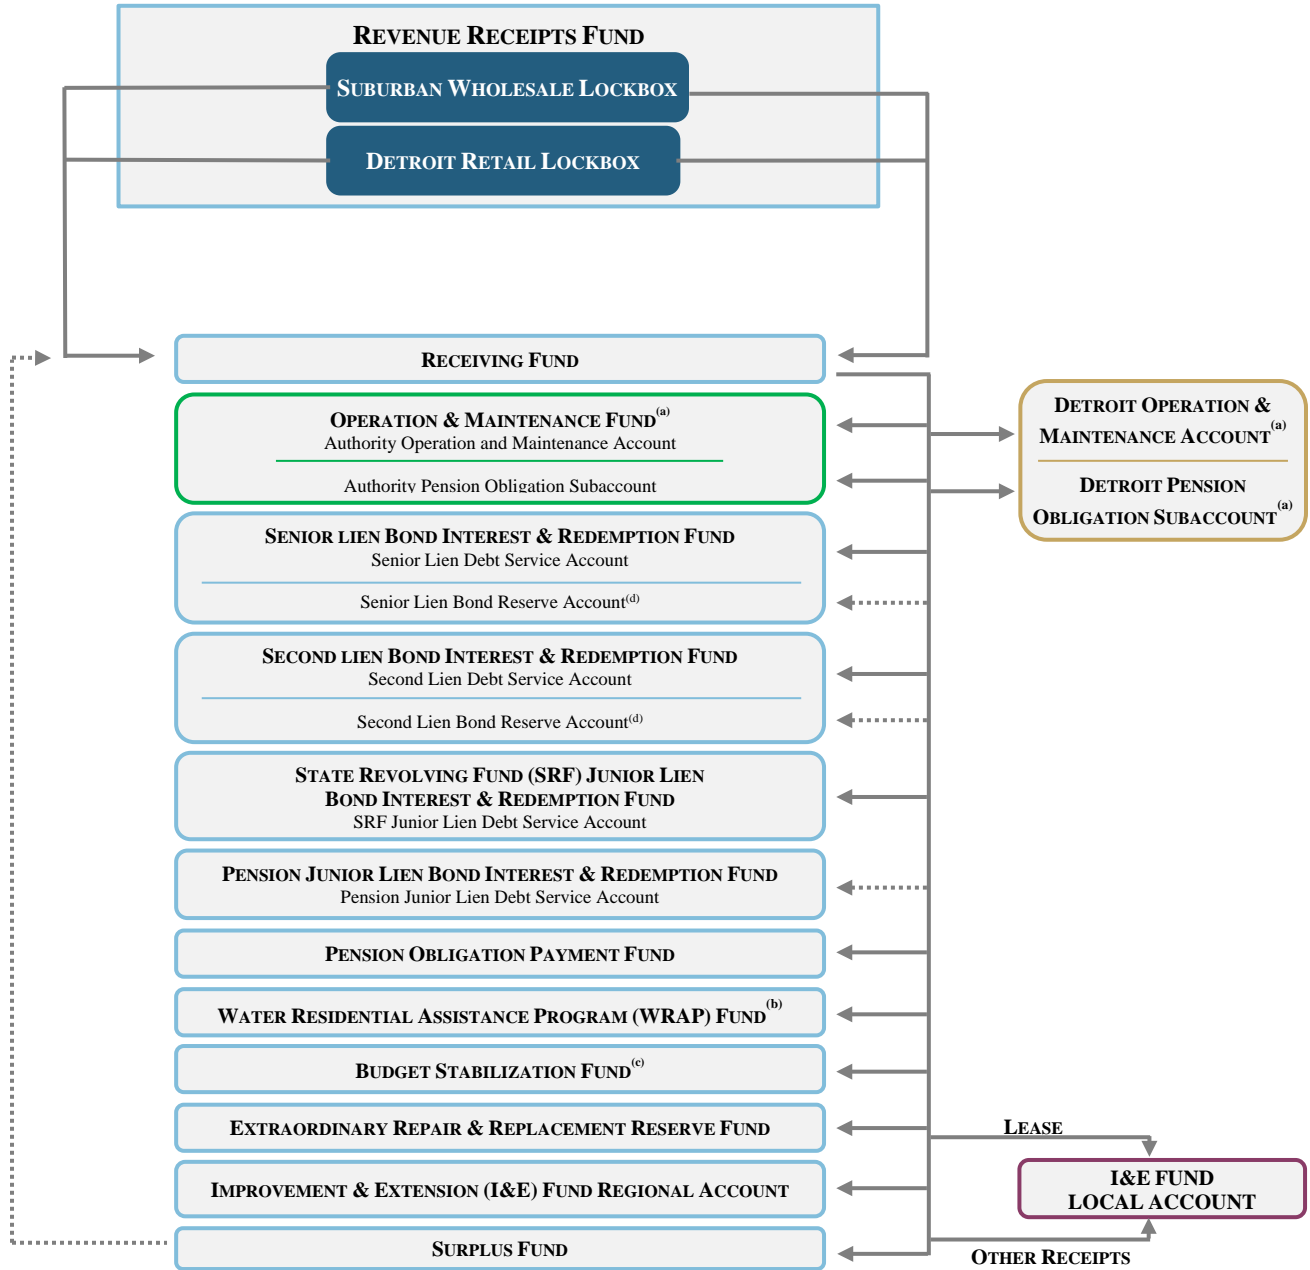 REVENUE RECEIPTS FUND
SUBURBAN WHOLESALE LOCKBOX
DETROIT RETAIL LOCKBOX
RECEIVING FUND
OPERATION & MAINTENANCE FUND(a)
Authority Operation and Maintenance Account
Authority Pension Obligation Subaccount
DETROIT OPERATION &
MAINTENANCE ACCOUNT(a)
DETROIT PENSION
OBLIGATION SUBACCOUNT(a)
SENIOR LIEN BOND INTEREST & REDEMPTION FUND
Senior Lien Debt Service Account
Senior Lien Bond Reserve Account(d)
SECOND LIEN BOND INTEREST & REDEMPTION FUND
Second Lien Debt Service Account
Second Lien Bond Reserve Account(d)
STATE REVOLVING FUND (SRF) JUNIOR LIEN
BOND INTEREST & REDEMPTION FUND
SRF Junior Lien Debt Service Account
PENSION JUNIOR LIEN BOND INTEREST & REDEMPTION FUND
Pension Junior Lien Debt Service Account
PENSION OBLIGATION PAYMENT FUND
WATER RESIDENTIAL ASSISTANCE PROGRAM (WRAP) FUND(b)
BUDGET STABILIZATION FUND(c)
EXTRAORDINARY REPAIR & REPLACEMENT RESERVE FUND
LEASE
IMPROVEMENT & EXTENSION (I&E) FUND REGIONAL ACCOUNT
I&E FUND
LOCAL ACCOUNT
SURPLUS FUND
OTHER RECEIPTS